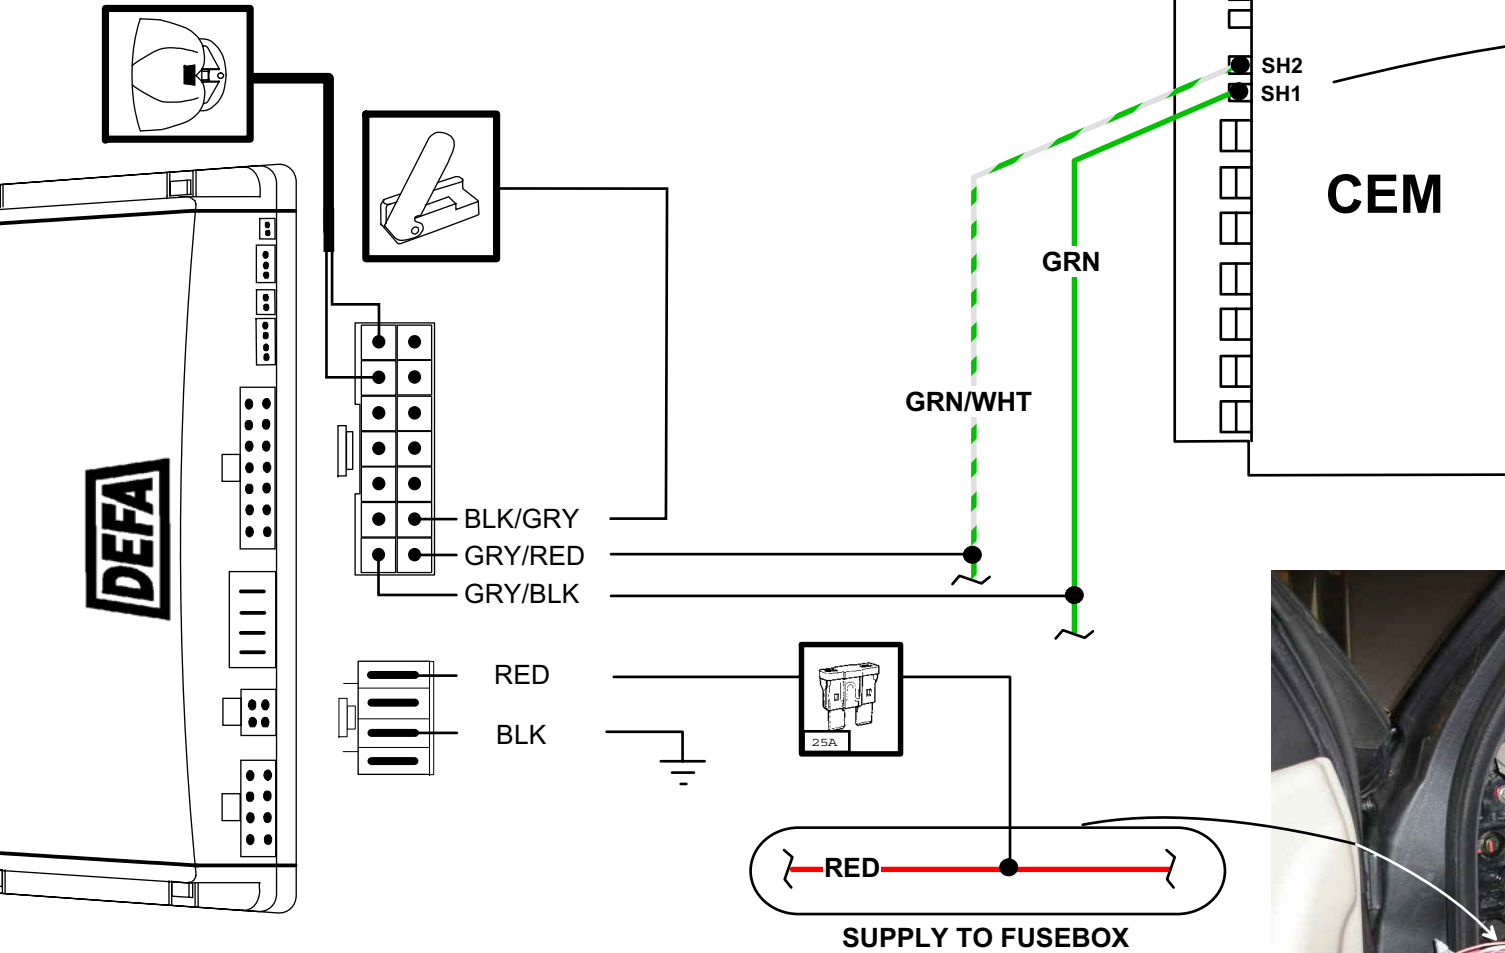 SH2
SH1
CEM
GRN
GRN/WHT
DEFA
BLK/GRY
GRY/RED
GRY/BLK
RED
BLK
25A
RED
SUPPLY TO FUSEBOX